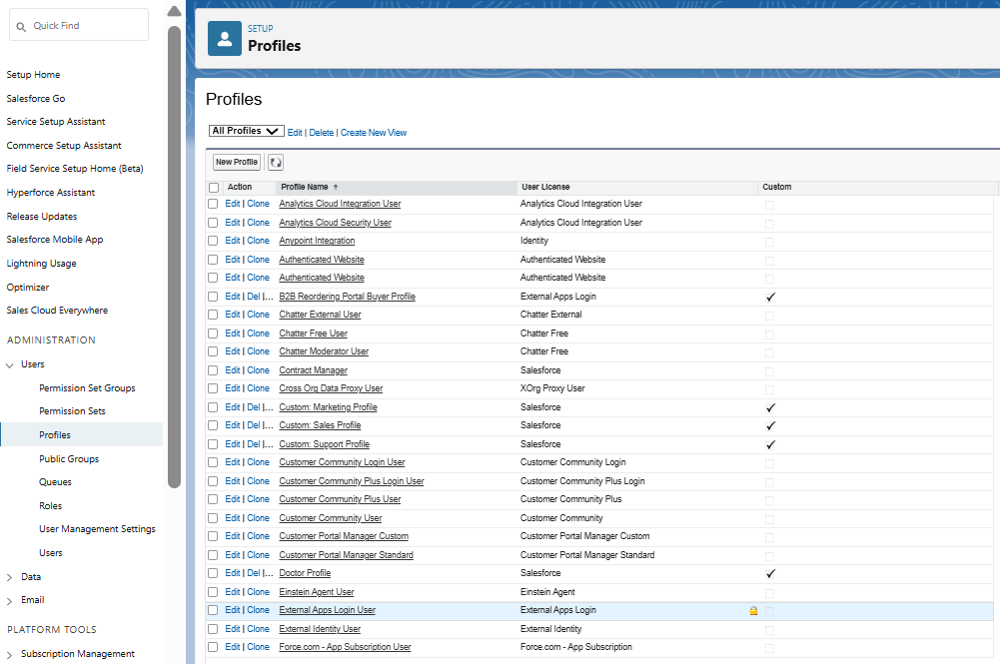 Quick Find
Setup Home
Salesforce Go
Service Setup Assistant
Commerce Setup Assistant
Field Service Setup Home (Beta)
Hyperforce Assistant
Release Updates
Salesforce Mobile App
Lightning Usage
Optimizer
Sales Cloud Everywhere
ADMINISTRATION
Users
Permission Set Groups
Permission Sets
Profiles
Public Groups
Queues
Roles
User Management Settings
Users
Data
Email
PLATFORM TOOLS
Subscription Management
SETUP
Profiles
Profiles
All Profiles Edit | Delete | Create New View
New Profile
Action Profile Name ↑ User License Custom
Edit | Clone Analytics Cloud Integration User Analytics Cloud Integration User
Edit | Clone Analytics Cloud Security User Analytics Cloud Integration User
Edit | Clone Anypoint Integration Identity
Edit | Clone Authenticated Website Authenticated Website
Edit | Clone Authenticated Website Authenticated Website
Edit | Del |... B2B Reordering Portal Buyer Profile External Apps Login ✓
Edit | Clone Chatter External User Chatter External
Edit | Clone Chatter Free User Chatter Free
Edit | Clone Chatter Moderator User Chatter Free
Edit | Clone Contract Manager Salesforce
Edit | Clone Cross Org Data Proxy User XOrg Proxy User
Edit | Del |... Custom: Marketing Profile Salesforce ✓
Edit | Del |... Custom: Sales Profile Salesforce ✓
Edit | Del |... Custom: Support Profile Salesforce ✓
Edit | Clone Customer Community Login User Customer Community Login
Edit | Clone Customer Community Plus Login User Customer Community Plus Login
Edit | Clone Customer Community Plus User Customer Community Plus
Edit | Clone Customer Community User Customer Community
Edit | Clone Customer Portal Manager Custom Customer Portal Manager Custom
Edit | Clone Customer Portal Manager Standard Customer Portal Manager Standard
Edit | Del |... Doctor Profile Salesforce ✓
Edit | Clone Einstein Agent User Einstein Agent
Edit | Clone External Apps Login User External Apps Login
Edit | Clone External Identity User External Identity
Edit | Clone Force.com - App Subscription User Force.com - App Subscription